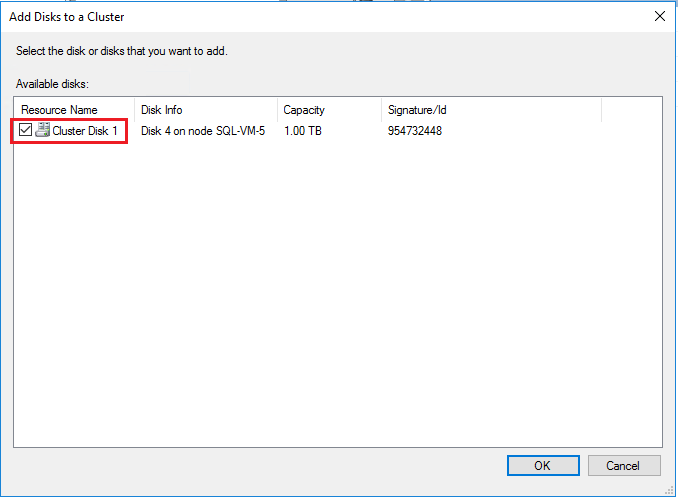 Add Disks to a Cluster
Select the disk or disks that you want to add.
Available disks:
Resource Name Disk Info Capacity Signature/Id
Cluster Disk 1 Disk 4 on node SQL-VM-5 1.00 TB 954732448
OK Cancel